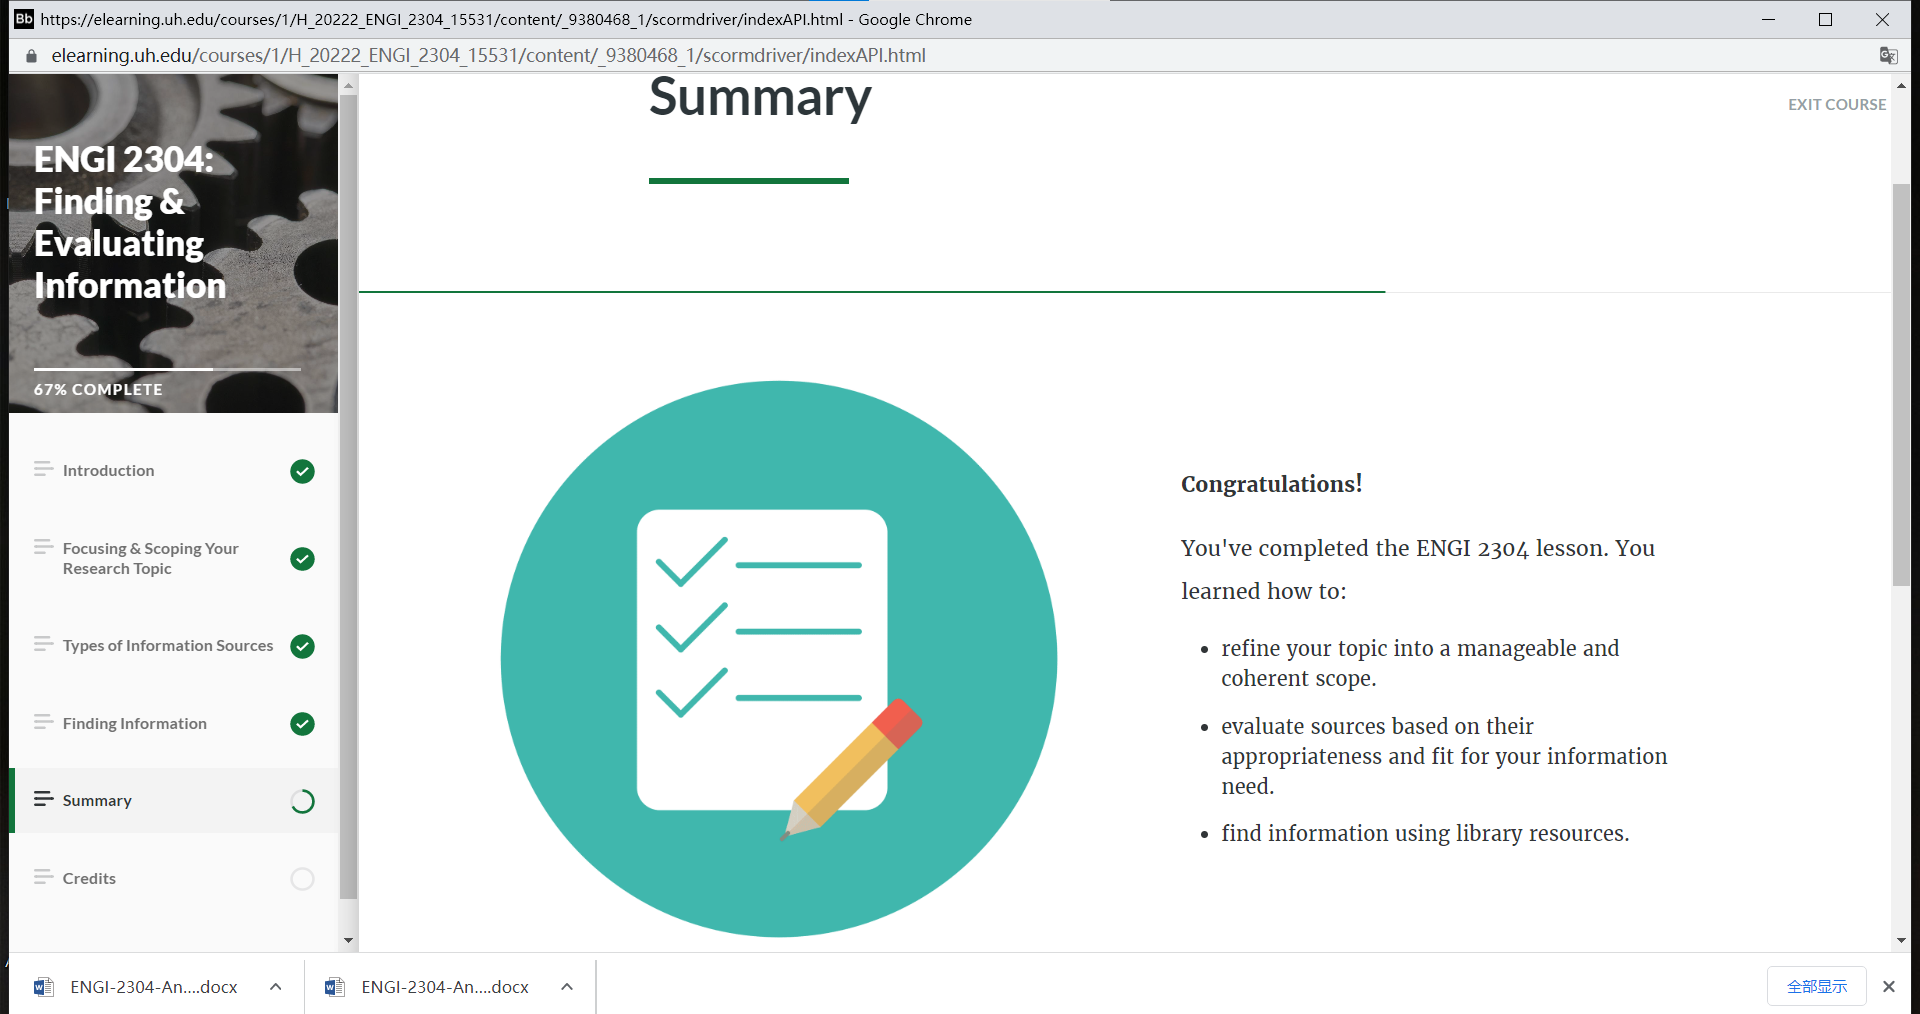 Bb https://elearning.uh.edu/courses/1/H_20222_ENGI_2304_15531/content/_9380468_1/scormdriver/indexAPI.html - Google Chrome
elearning.uh.edu/courses/1/H_20222_ENGI_2304_15531/content/_9380468_1/scormdriver/indexAPI.html
ENGI 2304:
Finding &
Evaluating
Information
67% COMPLETE
Introduction
Focusing & Scoping Your
Research Topic
Types of Information Sources
Finding Information
Summary
Credits
Summary
EXIT COURSE
Congratulations!
You've completed the ENGI 2304 lesson. You
learned how to:
• refine your topic into a manageable and
coherent scope.
• evaluate sources based on their
appropriateness and fit for your information
need.
• find information using library resources.
ENGI-2304-An....docx
ENGI-2304-An....docx
全部显示